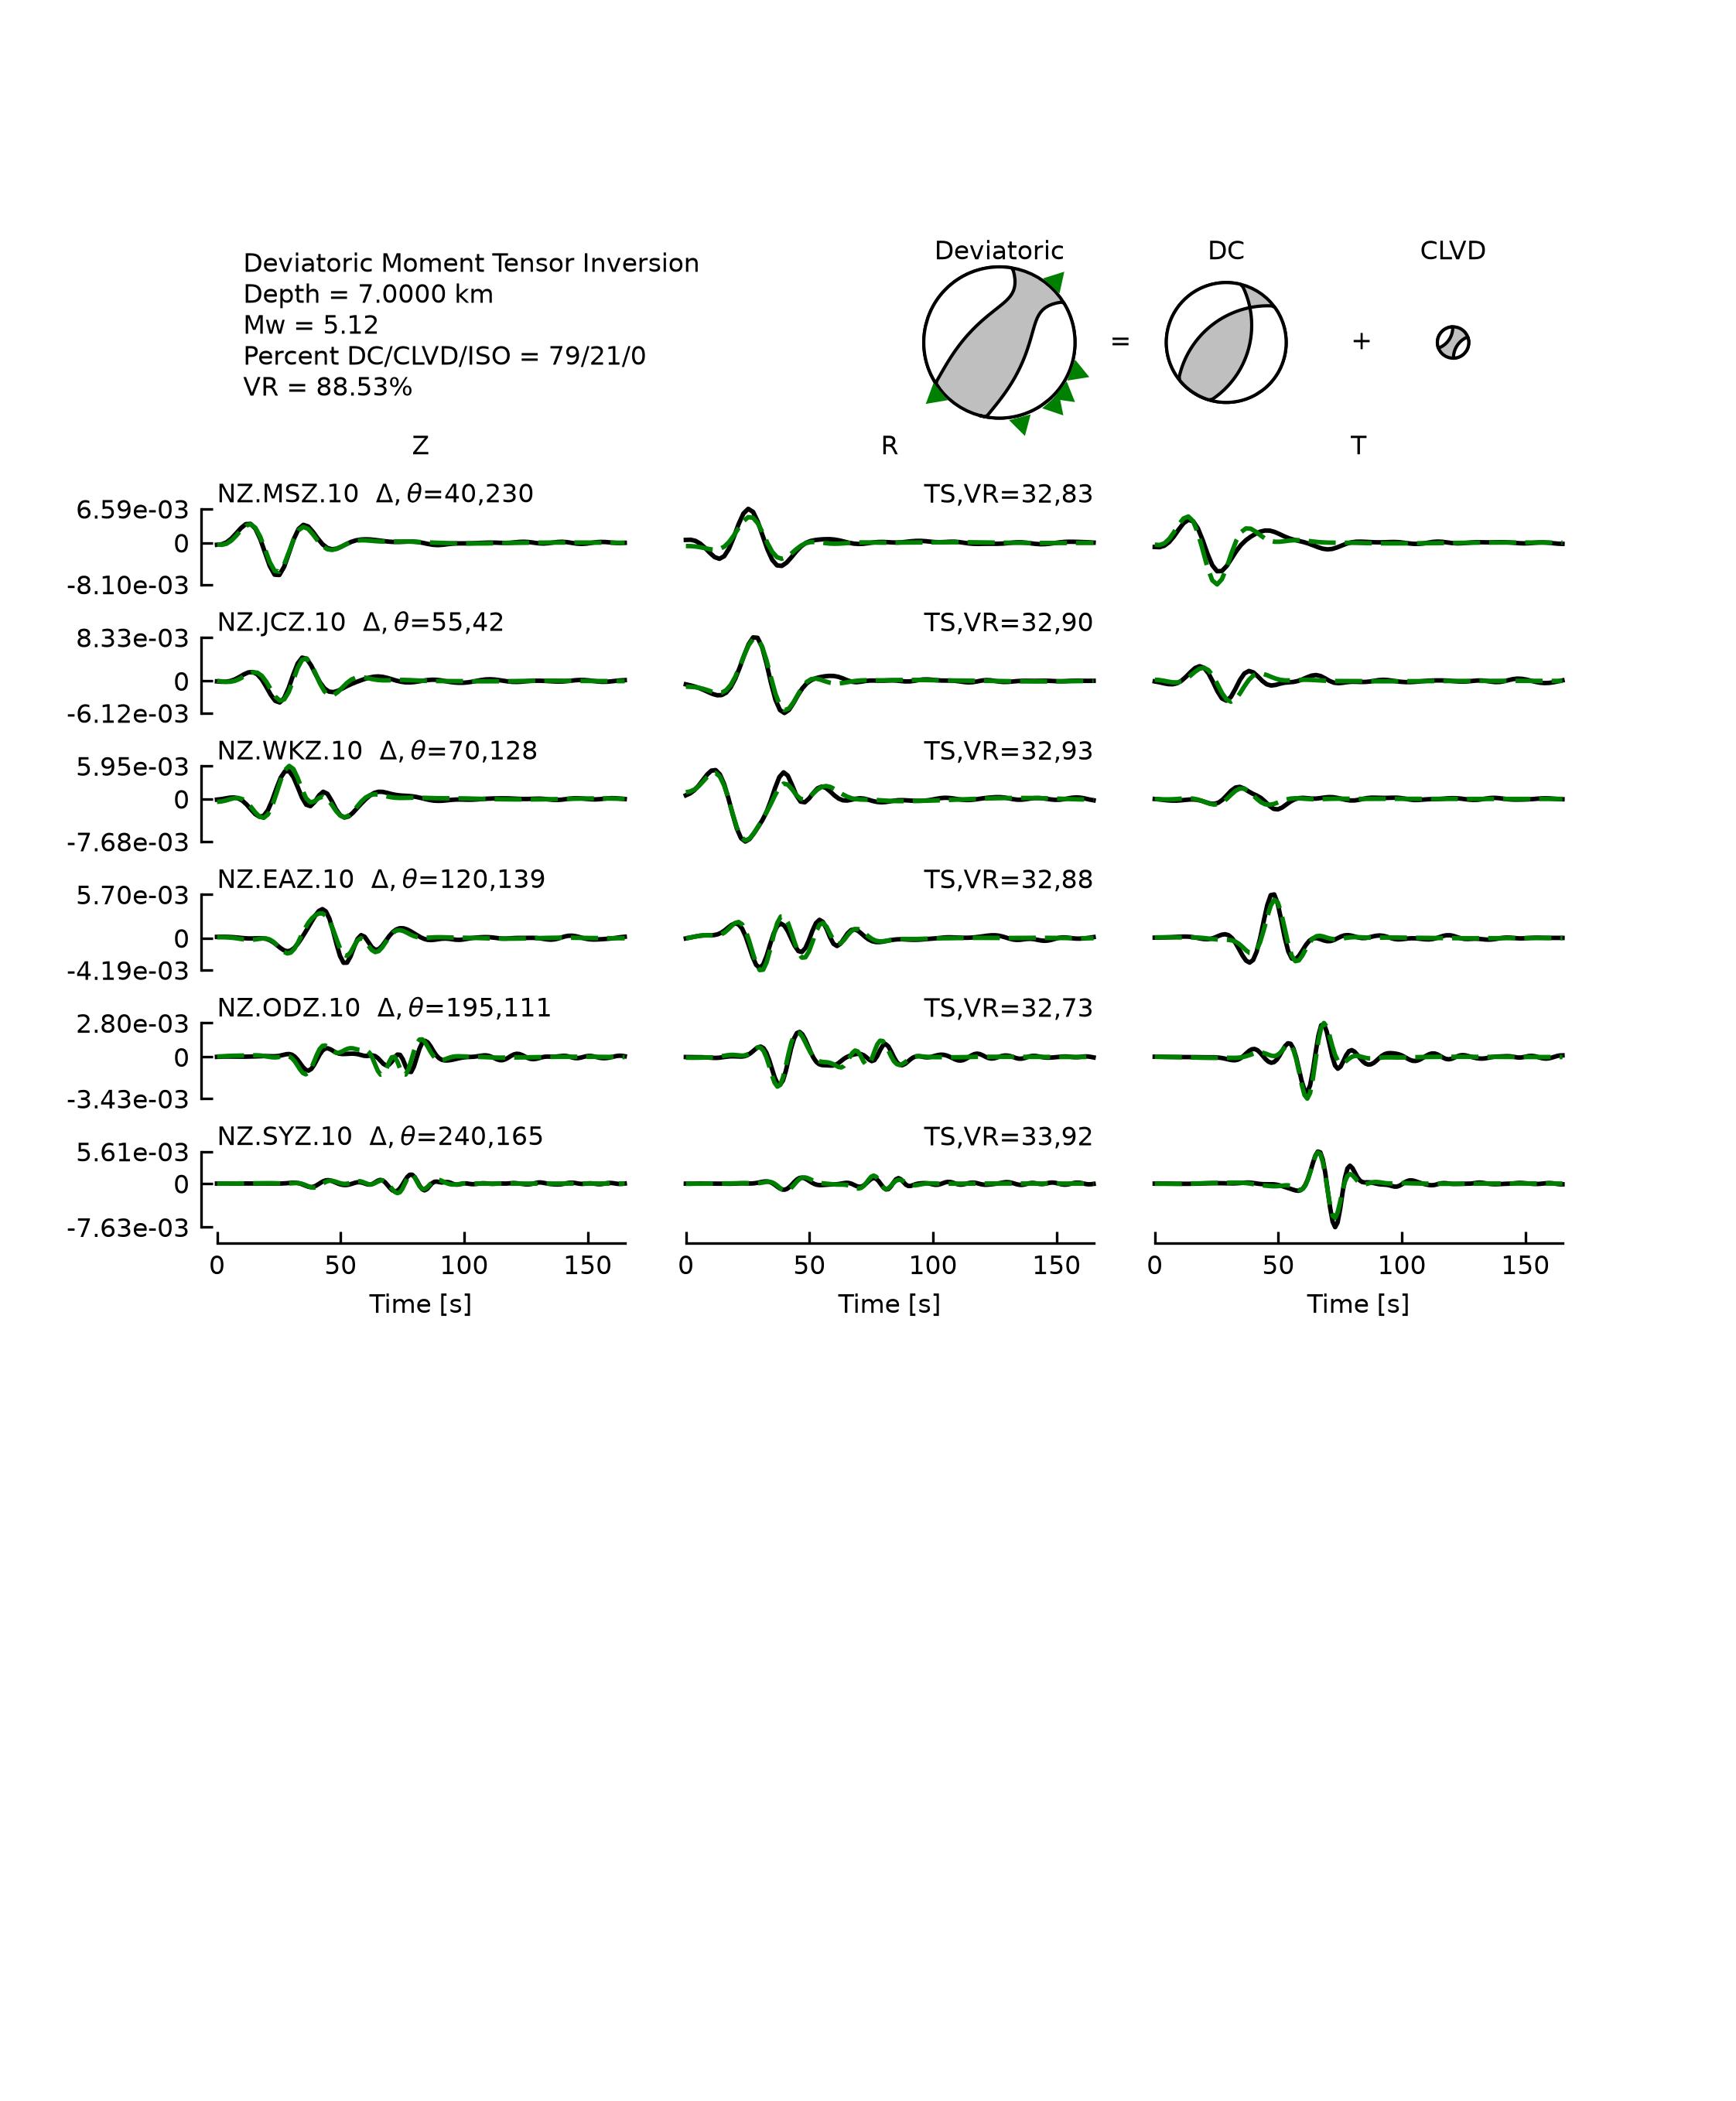 Deviatoric Moment Tensor Inversion
Depth = 7.0000 km
Mw = 5.12
Percent DC/CLVD/ISO = 79/21/0
VR = 88.53%
Deviatoric
=
DC
+
CLVD
Z R T
NZ.MSZ.10 Δ,θ=40,230 TS,VR=32,83
6.59e-03
0
-8.10e-03
NZ.JCZ.10 Δ,θ=55,42 TS,VR=32,90
8.33e-03
0
-6.12e-03
NZ.WKZ.10 Δ,θ=70,128 TS,VR=32,93
5.95e-03
0
-7.68e-03
NZ.EAZ.10 Δ,θ=120,139 TS,VR=32,88
5.70e-03
0
-4.19e-03
NZ.ODZ.10 Δ,θ=195,111 TS,VR=32,73
2.80e-03
0
-3.43e-03
NZ.SYZ.10 Δ,θ=240,165 TS,VR=33,92
5.61e-03
0
-7.63e-03
0 50 100 150 0 50 100 150 0 50 100 150
Time [s] Time [s] Time [s]